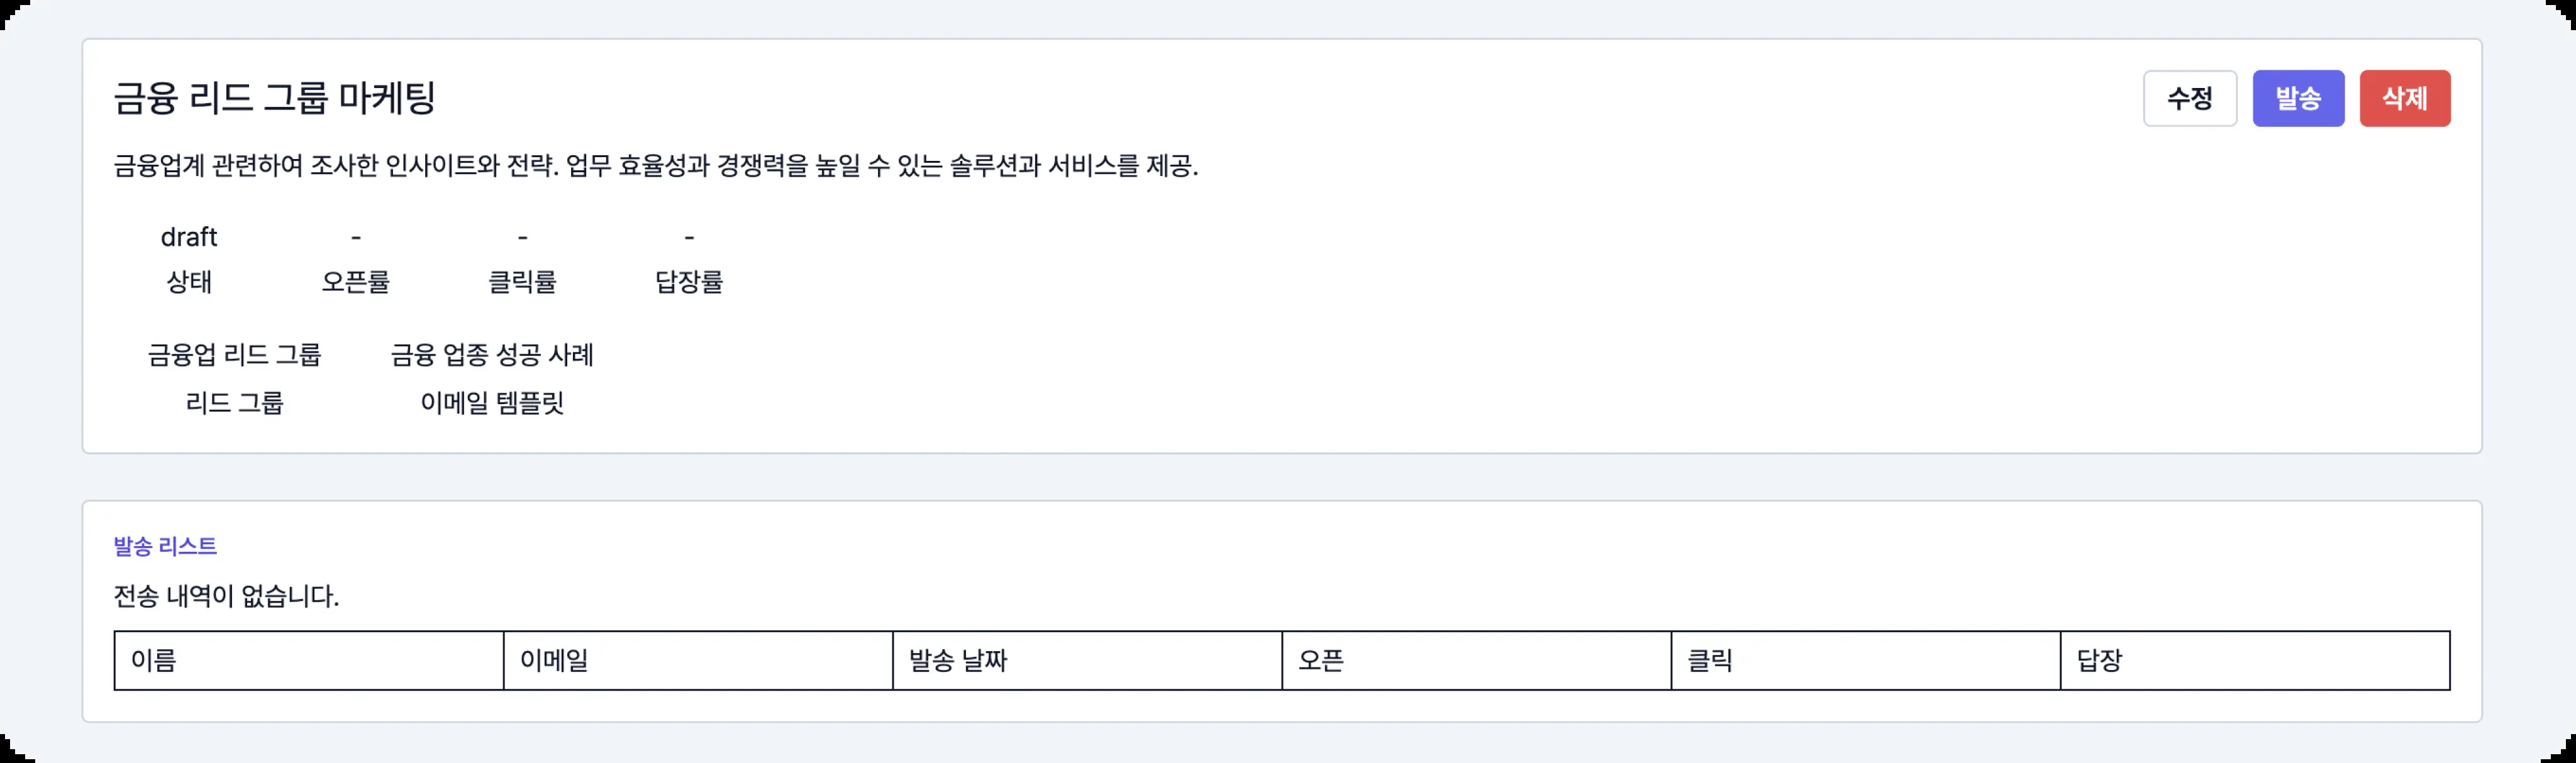 금융 리드 그룹 마케팅
수정 발송 삭제
금융업계 관련하여 조사한 인사이트와 전략. 업무 효율성과 경쟁력을 높일 수 있는 솔루션과 서비스를 제공.
draft - - -
상태 오픈률 클릭률 답장률
금융업 리드 그룹 금융 업종 성공 사례
리드 그룹 이메일 템플릿
발송 리스트
전송 내역이 없습니다.
이름 이메일 발송 날짜 오픈 클릭 답장